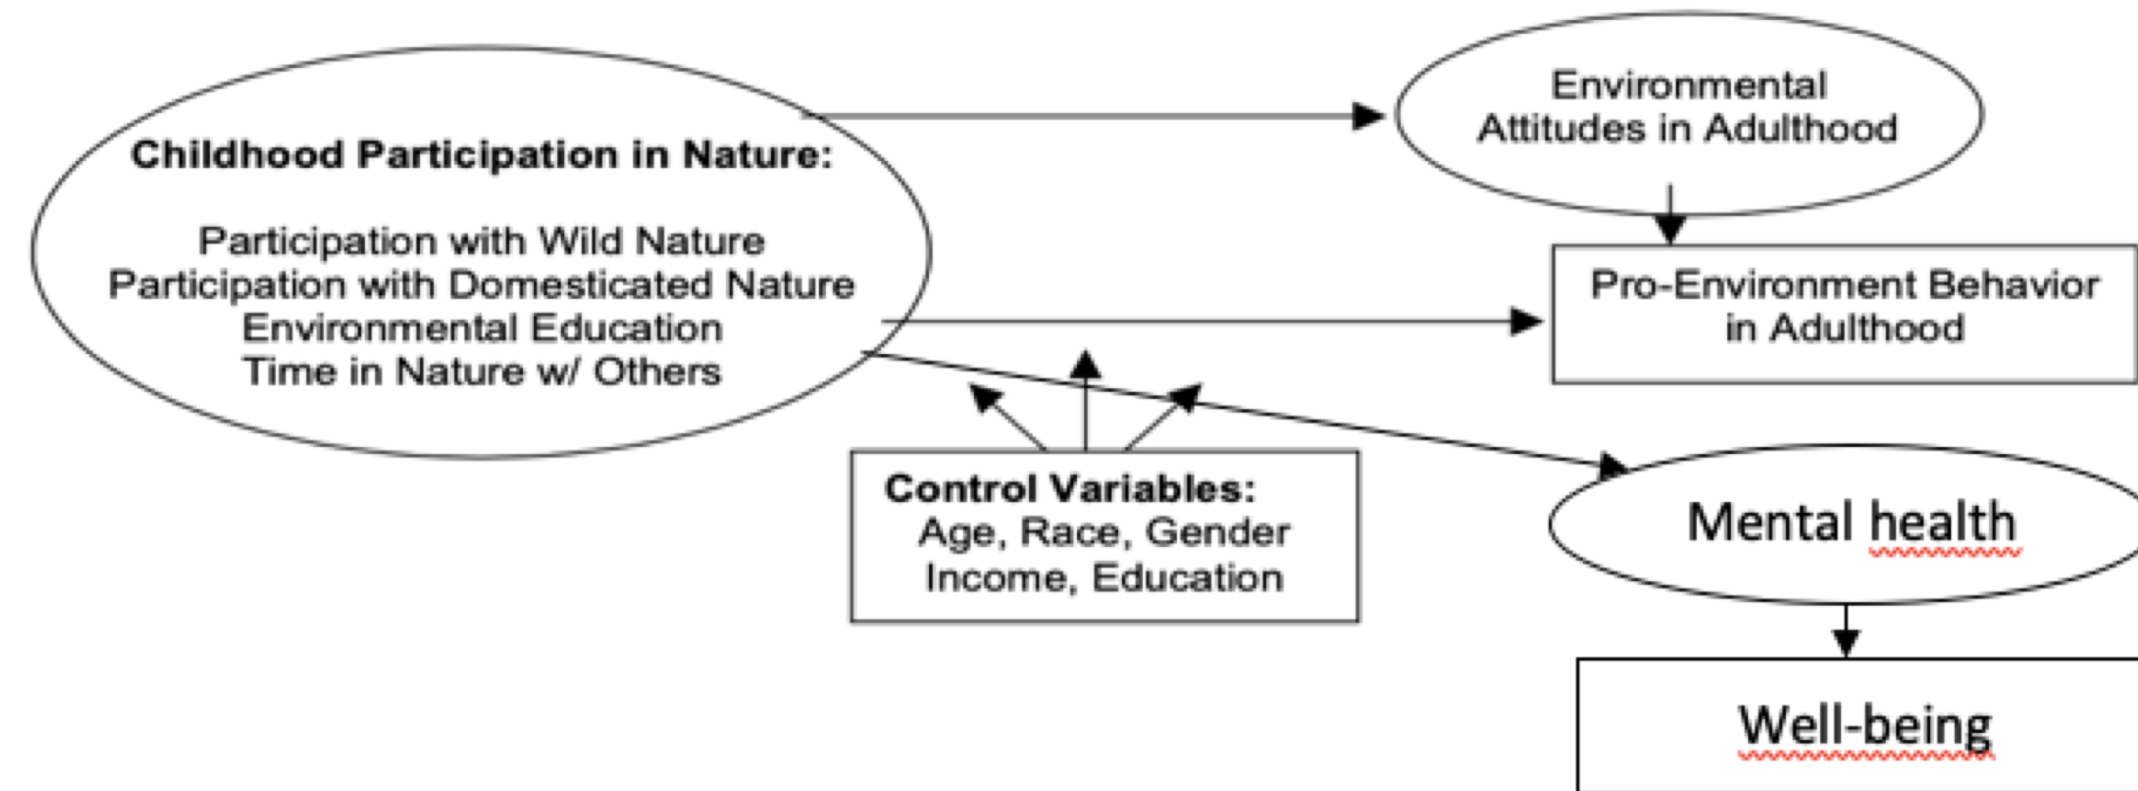 Childhood Participation in Nature:
Participation with Wild Nature
Participation with Domesticated Nature
Environmental Education
Time in Nature w/ Others
Environmental
Attitudes in Adulthood
Pro-Environment Behavior
in Adulthood
Control Variables:
Age, Race, Gender
Income, Education
Mental health
Well-being